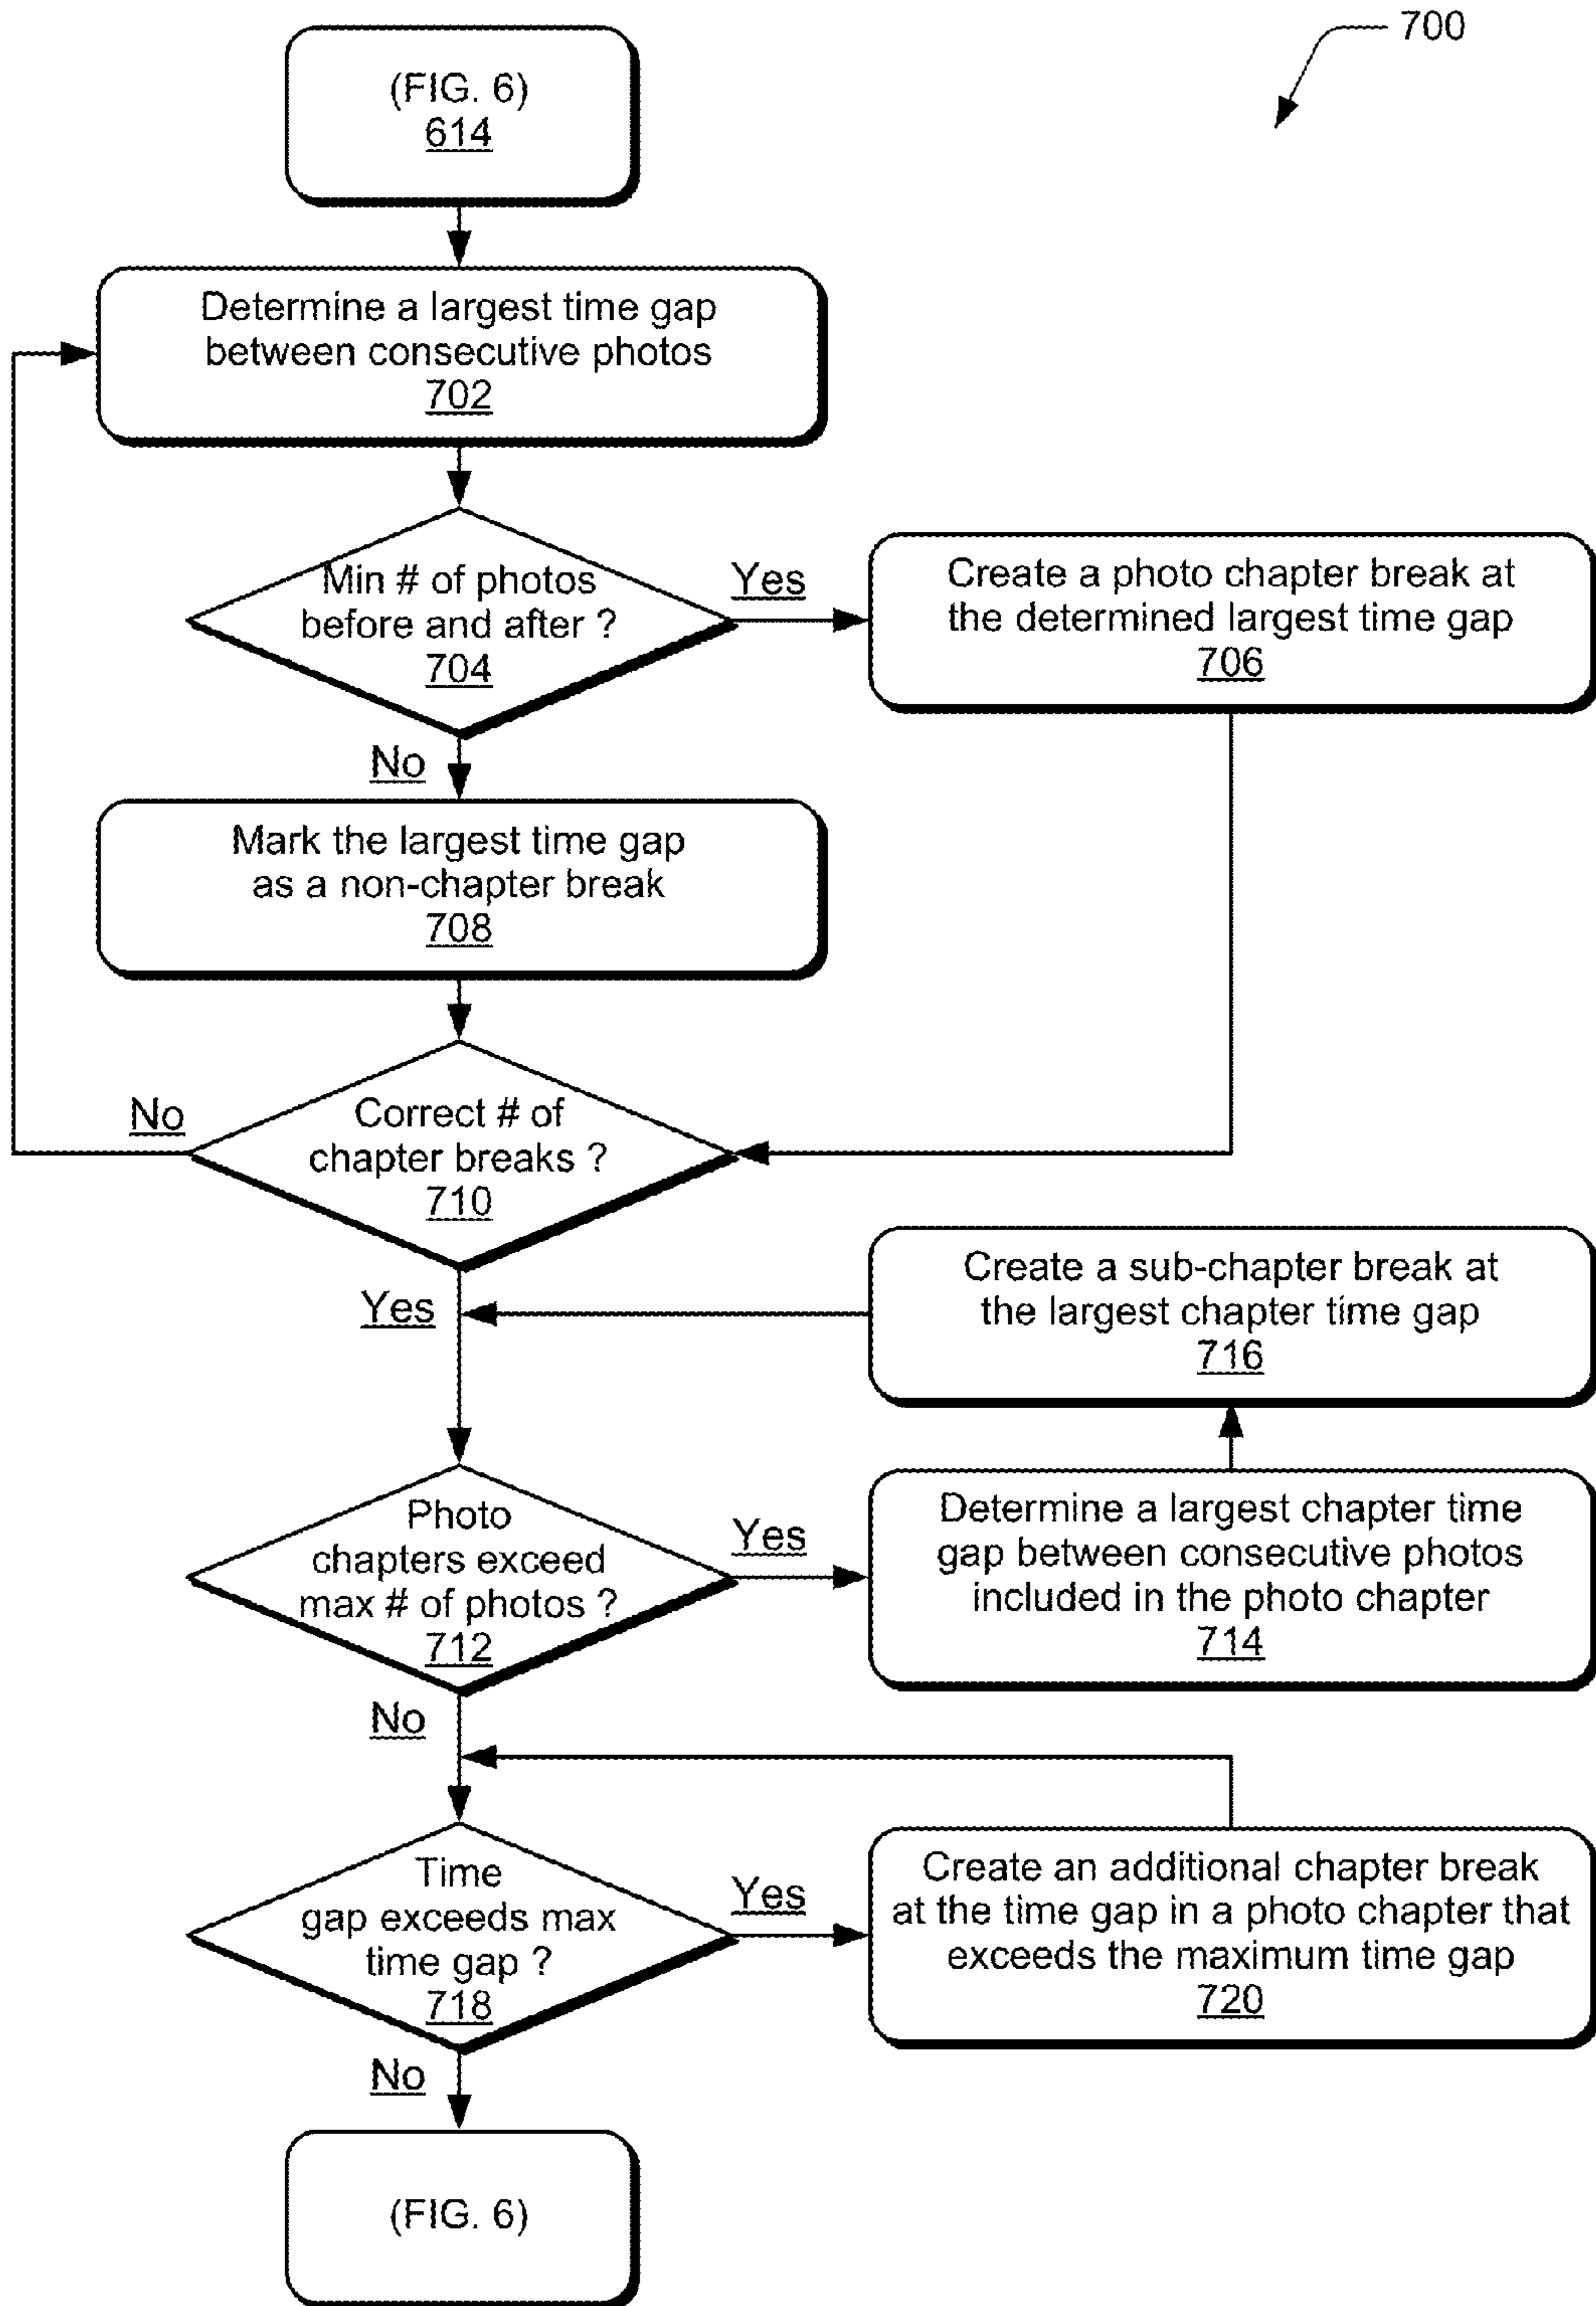 700
(FIG. 6)
614
Determine a largest time gap
between consecutive photos
702
Min # of photos
before and after ?
704
Yes
Create a photo chapter break at
the determined largest time gap
706
No
Mark the largest time gap
as a non-chapter break
708
No
Correct # of
chapter breaks ?
710
Yes
Create a sub-chapter break at
the largest chapter time gap
716
Photo
chapters exceed
max # of photos ?
712
Yes
Determine a largest chapter time
gap between consecutive photos
included in the photo chapter
714
No
Time
gap exceeds max
time gap ?
718
Yes
Create an additional chapter break
at the time gap in a photo chapter that
exceeds the maximum time gap
720
No
(FIG. 6)